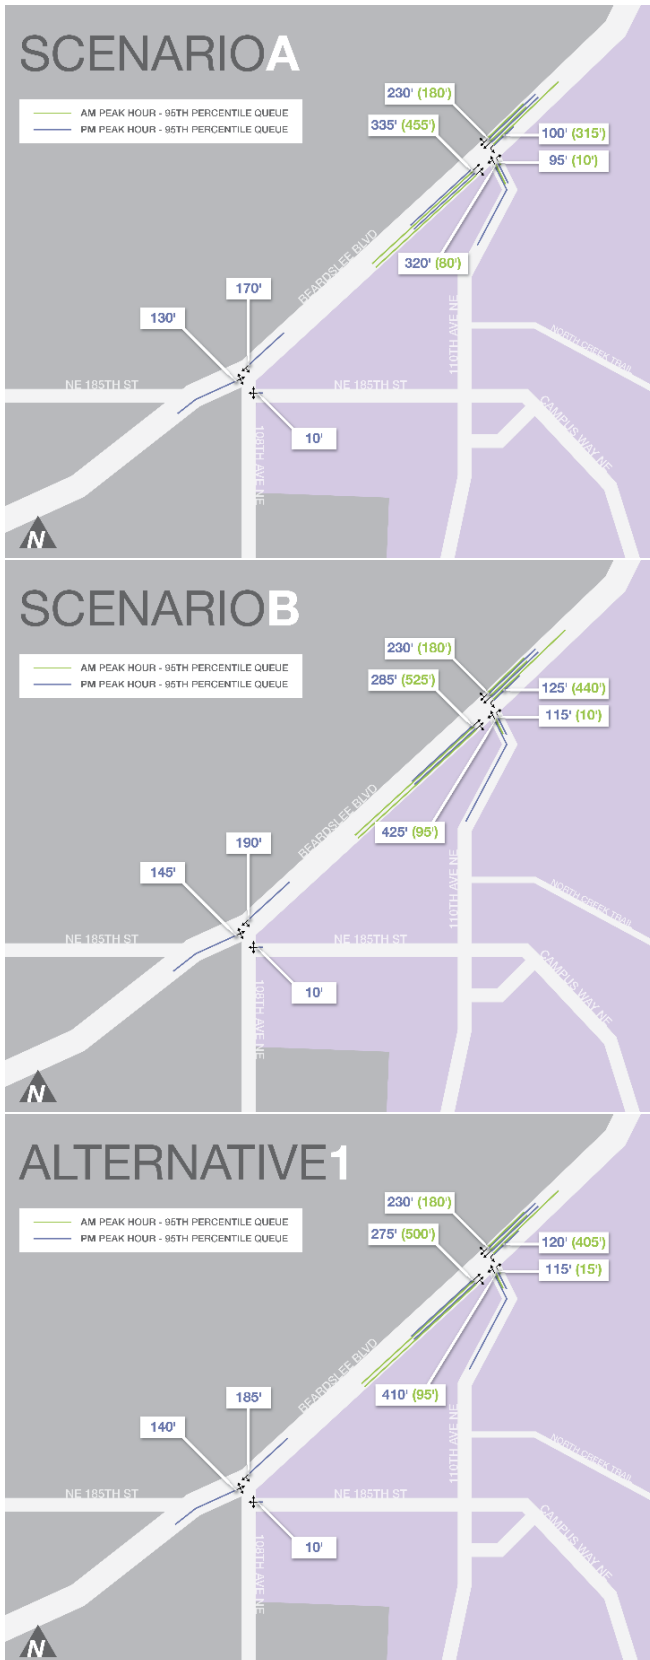 SCENARIOA
AM PEAK HOUR - 95TH PERCENTILE QUEUE
PM PEAK HOUR - 95TH PERCENTILE QUEUE
230' (180')
335' (455')
100' (315')
95' (10')
320' (80')
BEARDSLEE BLVD
170'
130'
110TH AVE NE
NORTH CREEK TRAIL
NE 185TH ST
NE 185TH ST
CAMPUS WAY NE
10'
108TH AVE NE
N
SCENARIOB
AM PEAK HOUR - 95TH PERCENTILE QUEUE
PM PEAK HOUR - 95TH PERCENTILE QUEUE
230' (180')
285' (525')
125' (440')
115' (10')
425' (95')
BEARDSLEE BLVD
190'
145'
110TH AVE NE
NORTH CREEK TRAIL
NE 185TH ST
NE 185TH ST
CAMPUS WAY NE
10'
108TH AVE NE
N
ALTERNATIVE1
AM PEAK HOUR - 95TH PERCENTILE QUEUE
PM PEAK HOUR - 95TH PERCENTILE QUEUE
230' (180')
275' (500')
120' (405')
115' (15')
410' (95')
BEARDSLEE BLVD
185'
140'
110TH AVE NE
NORTH CREEK TRAIL
NE 185TH ST
NE 185TH ST
CAMPUS WAY NE
10'
108TH AVE NE
N